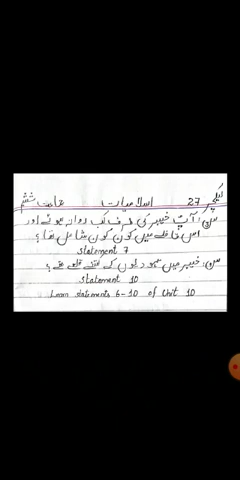 لیکچر 27 اسلامیات جماعت ششم
س: آپؐ خیبر کی طرف کب روانہ ہوئے اور
اس قافلے میں کون کون شامل تھا؟
Statement 7
س: خیبر میں یہودیوں کے کتنے قلعے تھے؟
Statement 10
Learn statements 6-10 of Unit 10